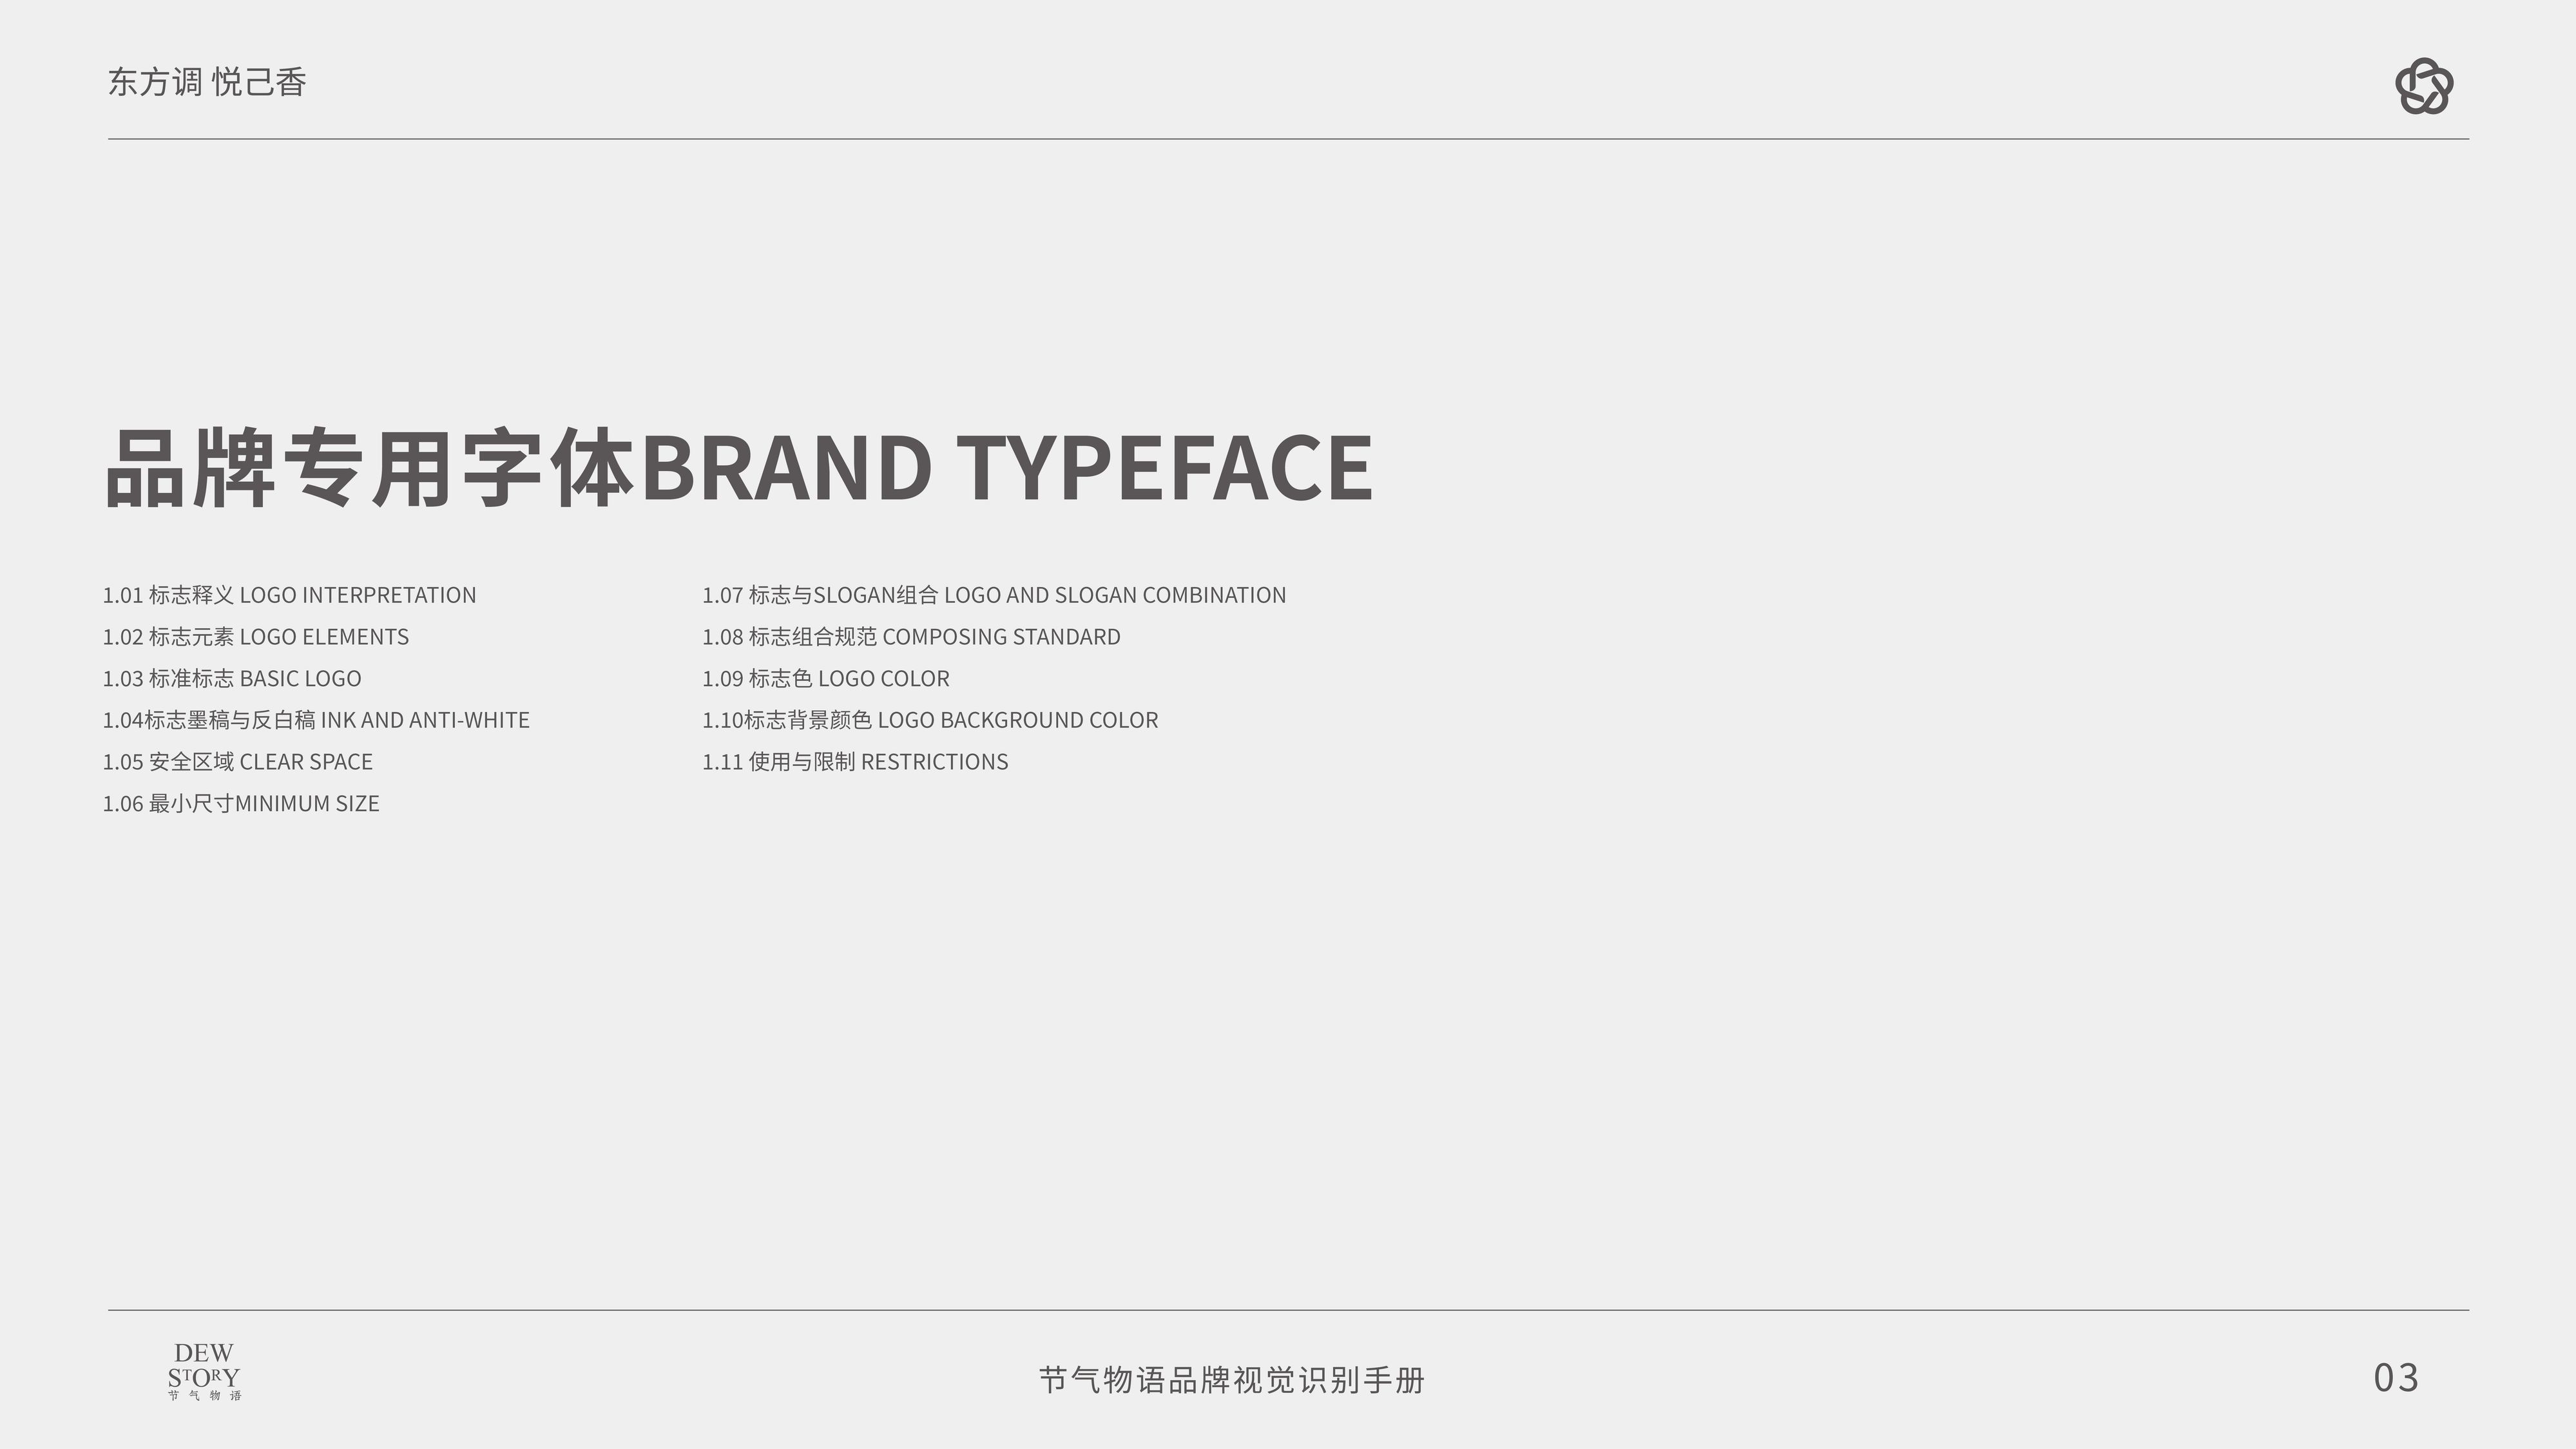 东方调 悦己香
品牌专用字体BRAND TYPEFACE
1.01 标志释义 LOGO INTERPRETATION
1.02 标志元素 LOGO ELEMENTS
1.03 标准标志 BASIC LOGO
1.04标志墨稿与反白稿 INK AND ANTI-WHITE
1.05 安全区域 CLEAR SPACE
1.06 最小尺寸MINIMUM SIZE
1.07 标志与SLOGAN组合 LOGO AND SLOGAN COMBINATION
1.08 标志组合规范 COMPOSING STANDARD
1.09 标志色 LOGO COLOR
1.10标志背景颜色 LOGO BACKGROUND COLOR
1.11 使用与限制 RESTRICTIONS
DEW
STORY
节气物语
节气物语品牌视觉识别手册
03